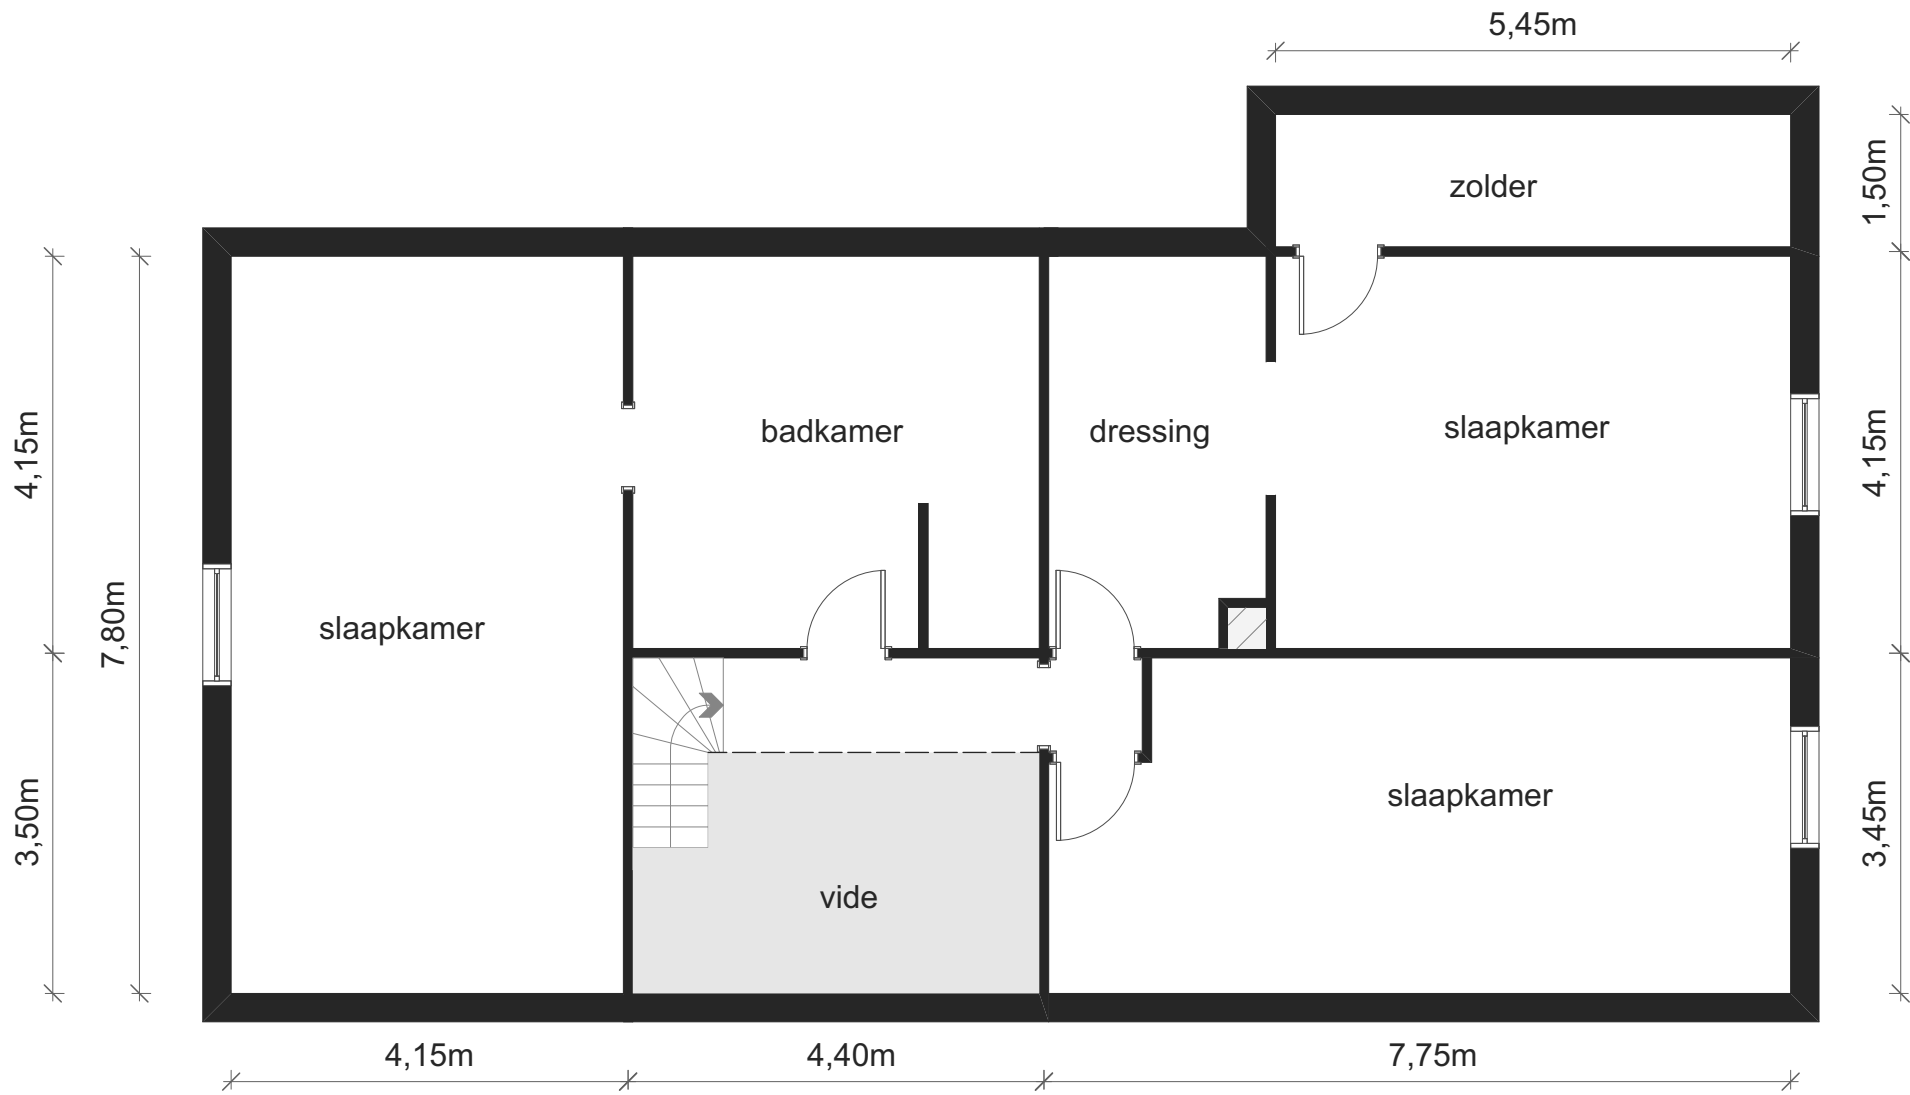 5,45m
1,50m
zolder
4,15m
7,80m
badkamer
dressing
slaapkamer
4,15m
slaapkamer
3,50m
slaapkamer
3,45m
vide
4,15m
4,40m
7,75m